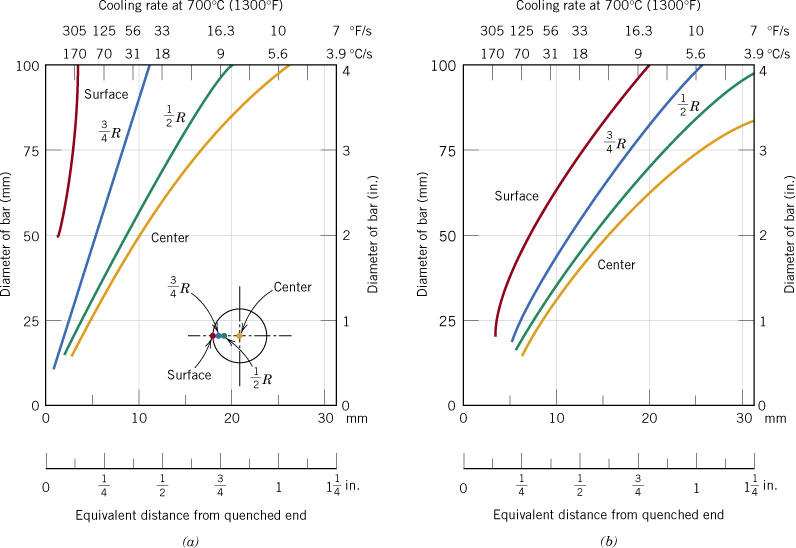 Cooling rate at 700°C (1300°F)
305 125 56 33 16.3 10 7 °F/s
170 70 31 18 9 5.6 3.9 °C/s
100
75
50
25
0
Diameter of bar (mm)
4
3
2
1
0
Diameter of bar (in.)
Surface
3/4 R
1/2 R
Center
3/4 R
Center
Surface
1/2 R
0 10 20 30 mm
0 1/4 1/2 3/4 1 1 1/4 in.
Equivalent distance from quenched end
(a)
Cooling rate at 700°C (1300°F)
305 125 56 33 16.3 10 7 °F/s
170 70 31 18 9 5.6 3.9 °C/s
100
75
50
25
0
Diameter of bar (mm)
4
3
2
1
0
Diameter of bar (in.)
1/2 R
3/4 R
Surface
Center
0 10 20 30 mm
0 1/4 1/2 3/4 1 1 1/4 in.
Equivalent distance from quenched end
(b)